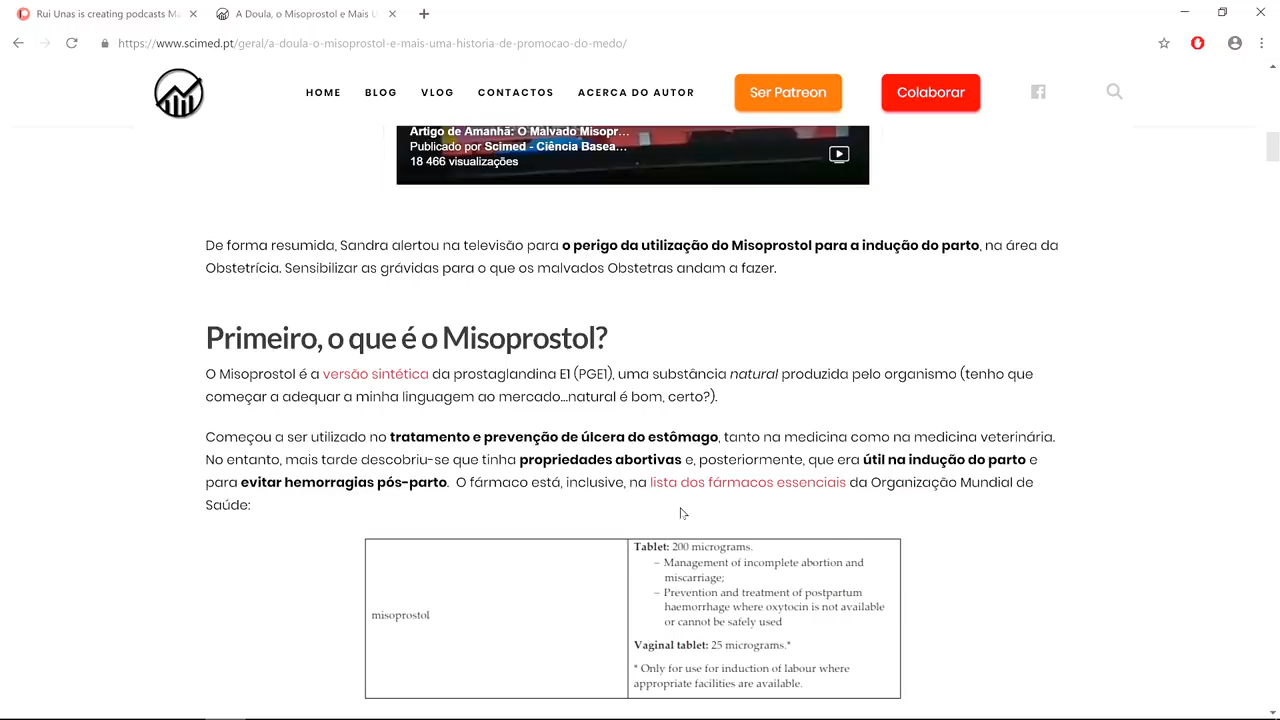 Rui Unas is creating podcasts Ma
A Doula, o Misoprostol e Mais U
https://www.scimed.pt/geral/a-doula-o-misoprostol-e-mais-uma-historia-de-promocao-do-medo/
HOME BLOG VLOG CONTACTOS ACERCA DO AUTOR Ser Patreon Colaborar
Artigo de Amanhã: O Malvado Misopr...
Publicado por Scimed - Ciência Basea...
18 466 visualizações
De forma resumida, Sandra alertou na televisão para o perigo da utilização do Misoprostol para a indução do parto, na área da
Obstetrícia. Sensibilizar as grávidas para o que os malvados Obstetras andam a fazer.
Primeiro, o que é o Misoprostol?
O Misoprostol é a versão sintética da prostaglandina E1 (PGE1), uma substância natural produzida pelo organismo (tenho que
começar a adequar a minha linguagem ao mercado...natural é bom, certo?).
Começou a ser utilizado no tratamento e prevenção de úlcera do estômago, tanto na medicina como na medicina veterinária.
No entanto, mais tarde descobriu-se que tinha propriedades abortivas e, posteriormente, que era útil na indução do parto e
para evitar hemorragias pós-parto. O fármaco está, inclusive, na lista dos fármacos essenciais da Organização Mundial de
Saúde:
misoprostol
Tablet: 200 micrograms.
– Management of incomplete abortion and
miscarriage;
– Prevention and treatment of postpartum
haemorrhage where oxytocin is not available
or cannot be safely used
Vaginal tablet: 25 micrograms.*
* Only for use for induction of labour where
appropriate facilities are available.